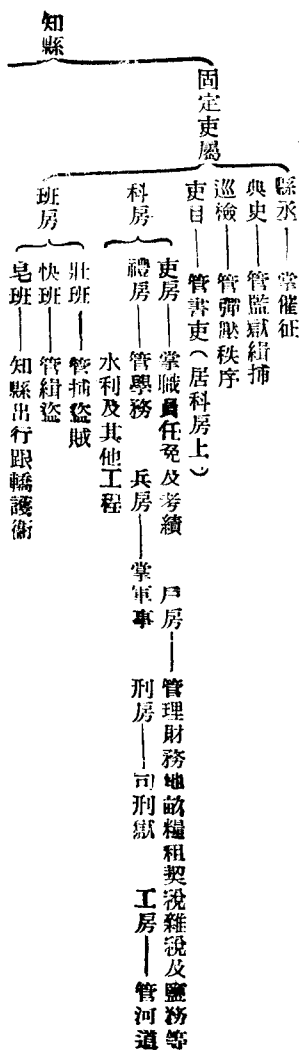 知縣
固定吏屬
縣丞——掌催征
典史——管監獄緝捕
巡檢——管彈壓秩序
吏目——管書吏（居科房上）
科房
吏房——掌職員任免及考績 戶房——管理財務地畝糧租契稅雜稅及鹽務等
禮房——管學務 兵房——掌軍事 刑房——司刑獄 工房——管河道
水利及其他工程
班房
壯班——管捕盜賊
快班——管緝盜
皂班——知縣出行跟轎護衛